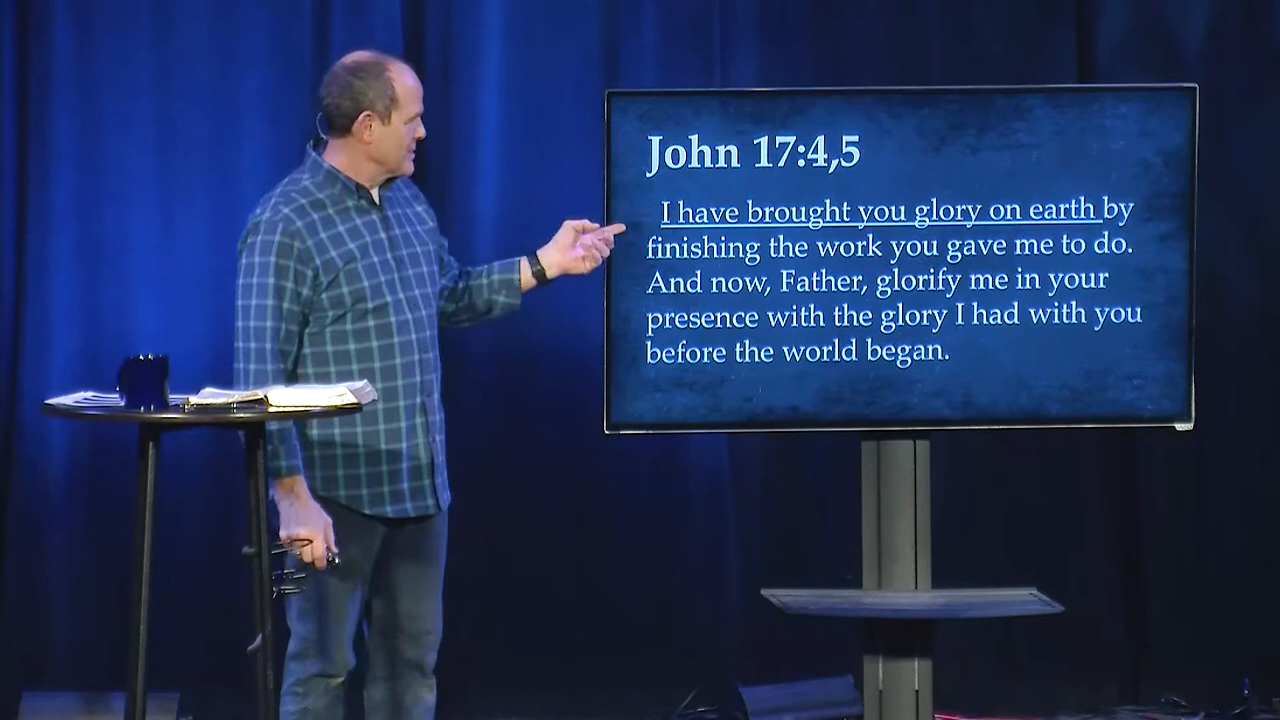 John 17:4,5
I have brought you glory on earth by
finishing the work you gave me to do.
And now, Father, glorify me in your
presence with the glory I had with you
before the world began.